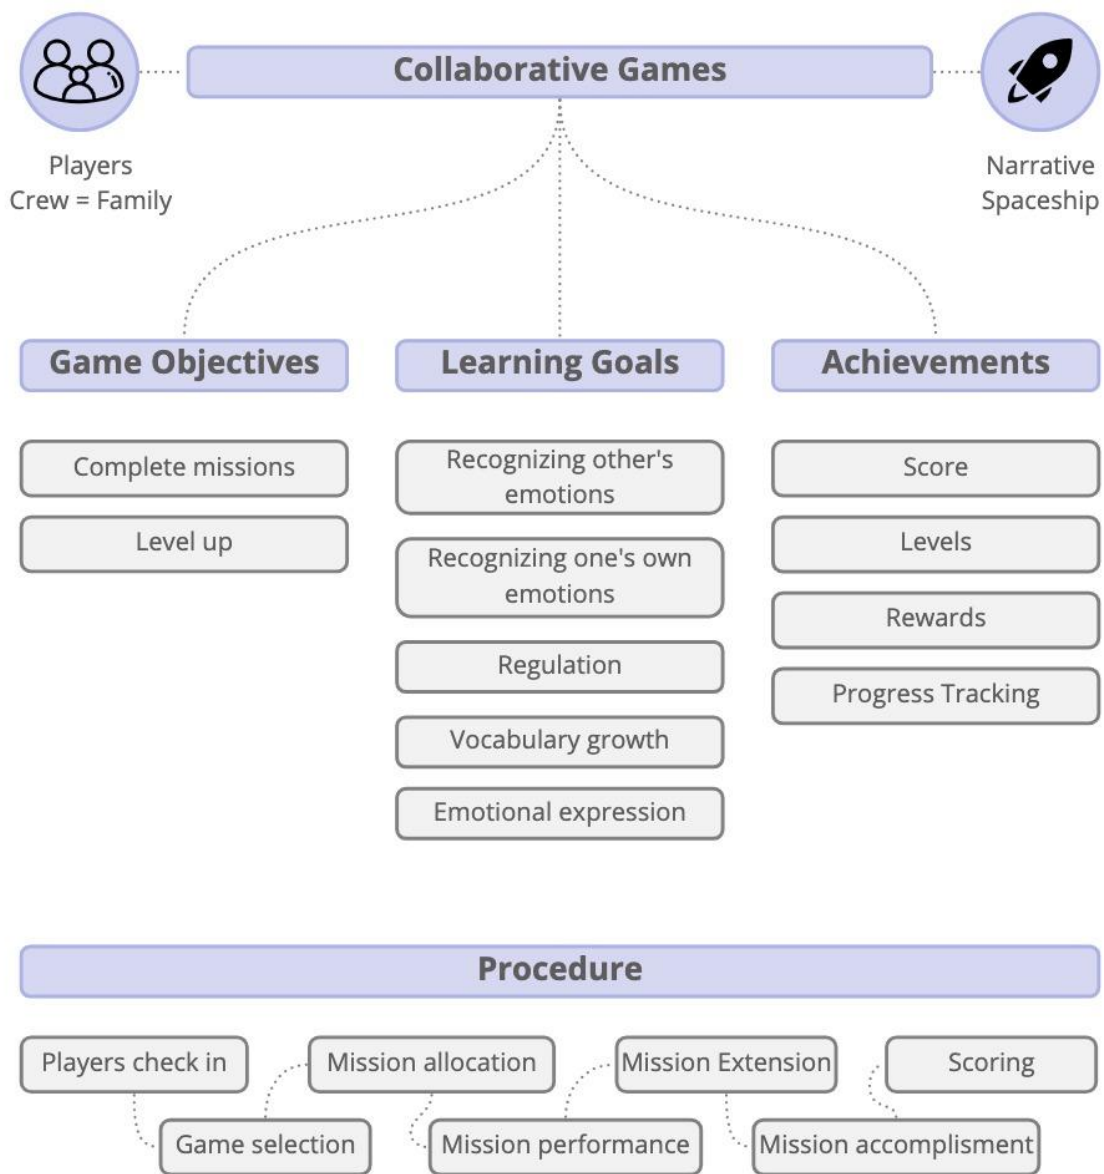 Collaborative Games
Players
Crew = Family
Narrative
Spaceship
Game Objectives
Complete missions
Level up
Learning Goals
Recognizing other's
emotions
Recognizing one's own
emotions
Regulation
Vocabulary growth
Emotional expression
Achievements
Score
Levels
Rewards
Progress Tracking
Procedure
Players check in
Game selection
Mission allocation
Mission performance
Mission Extension
Mission accomplisment
Scoring